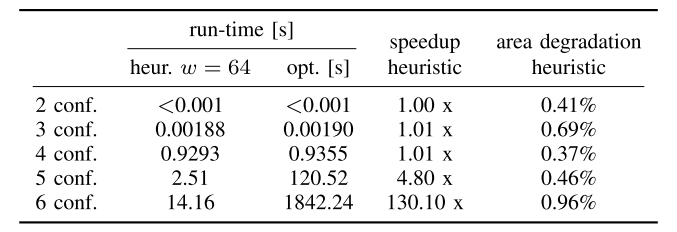 run-time [s] speedup area degradation
heur. w = 64 opt. [s] heuristic heuristic
2 conf. <0.001 <0.001 1.00 x 0.41%
3 conf. 0.00188 0.00190 1.01 x 0.69%
4 conf. 0.9293 0.9355 1.01 x 0.37%
5 conf. 2.51 120.52 4.80 x 0.46%
6 conf. 14.16 1842.24 130.10 x 0.96%